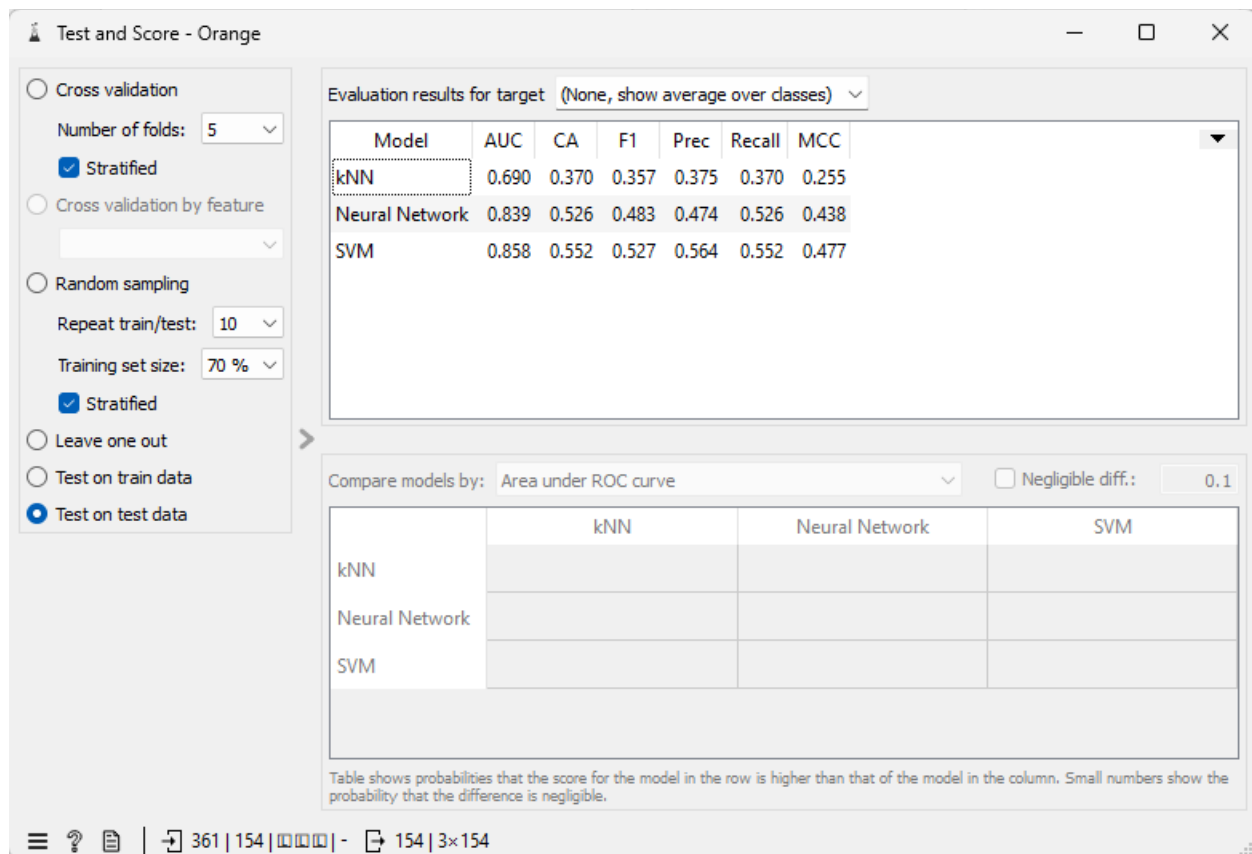 Test and Score - Orange
Cross validation
Number of folds: 5
Stratified
Cross validation by feature
Random sampling
Repeat train/test: 10
Training set size: 70 %
Stratified
Leave one out
Test on train data
Test on test data
Evaluation results for target (None, show average over classes)
Model AUC CA F1 Prec Recall MCC
kNN 0.690 0.370 0.357 0.375 0.370 0.255
Neural Network 0.839 0.526 0.483 0.474 0.526 0.438
SVM 0.858 0.552 0.527 0.564 0.552 0.477
Compare models by: Area under ROC curve Negligible diff.: 0.1
kNN Neural Network SVM
kNN
Neural Network
SVM
Table shows probabilities that the score for the model in the row is higher than that of the model in the column. Small numbers show the
probability that the difference is negligible.
361 | 154 | | - 154 | 3×154